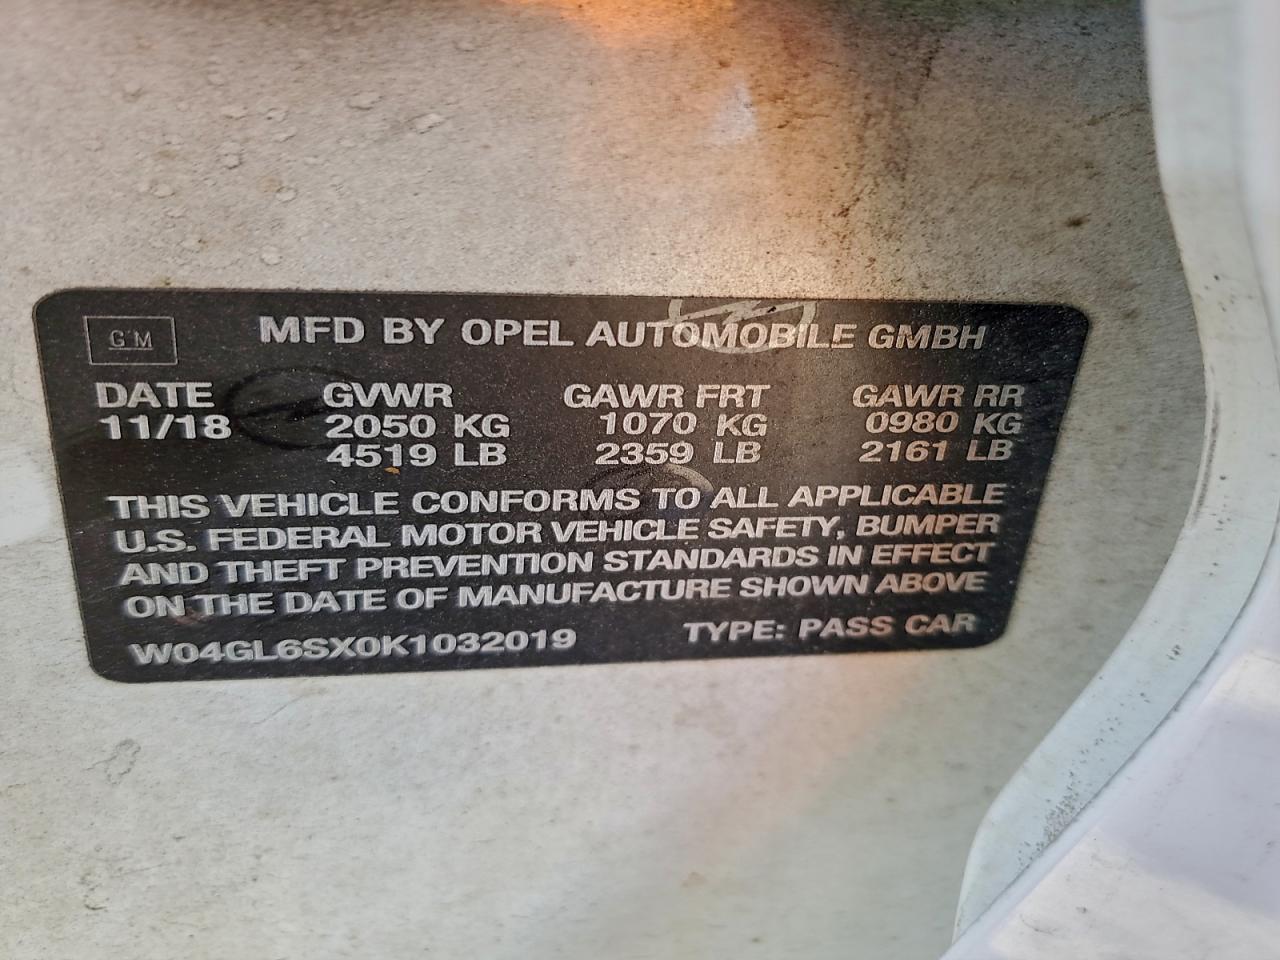 GM MFD BY OPEL AUTOMOBILE GMBH
DATE GVWR GAWR FRT GAWR RR
11/18 2050 KG 1070 KG 0980 KG
4519 LB 2359 LB 2161 LB
THIS VEHICLE CONFORMS TO ALL APPLICABLE
U.S. FEDERAL MOTOR VEHICLE SAFETY, BUMPER
AND THEFT PREVENTION STANDARDS IN EFFECT
ON THE DATE OF MANUFACTURE SHOWN ABOVE
W04GL6SX0K1032019 TYPE: PASS CAR